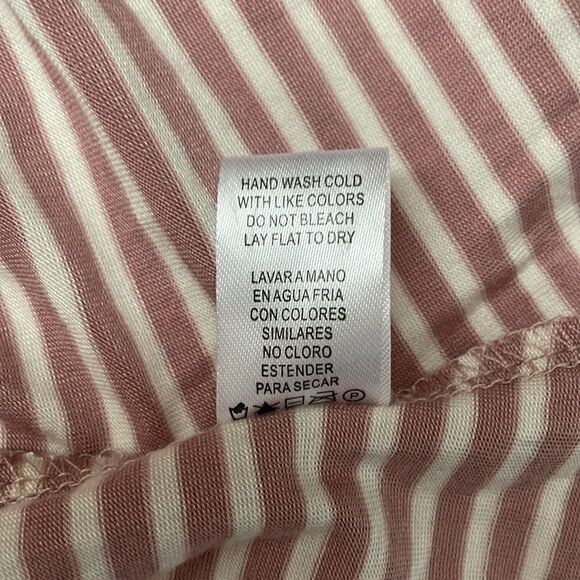 HAND WASH COLD
WITH LIKE COLORS
DO NOT BLEACH
LAY FLAT TO DRY
LAVAR A MANO
EN AGUA FRIA
CON COLORES
SIMILARES
NO CLORO
ESTENDER
PARA SECAR
P